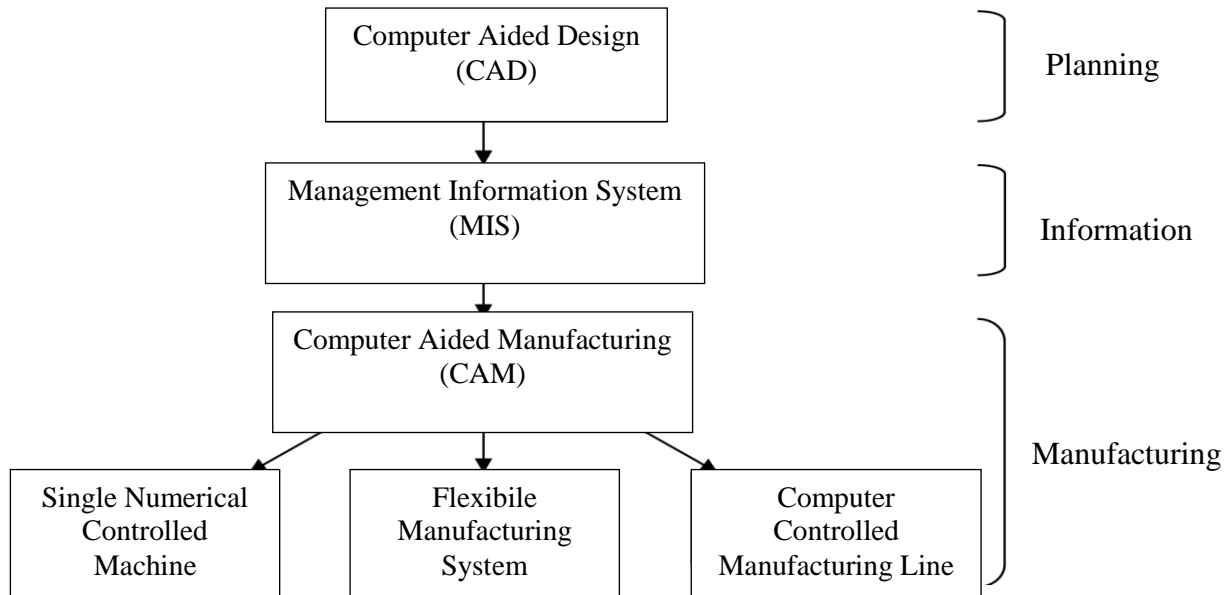 Computer Aided Design
(CAD)
Planning
Management Information System
(MIS)
Information
Computer Aided Manufacturing
(CAM)
Manufacturing
Single Numerical
Controlled
Machine
Flexibile
Manufacturing
System
Computer
Controlled
Manufacturing Line